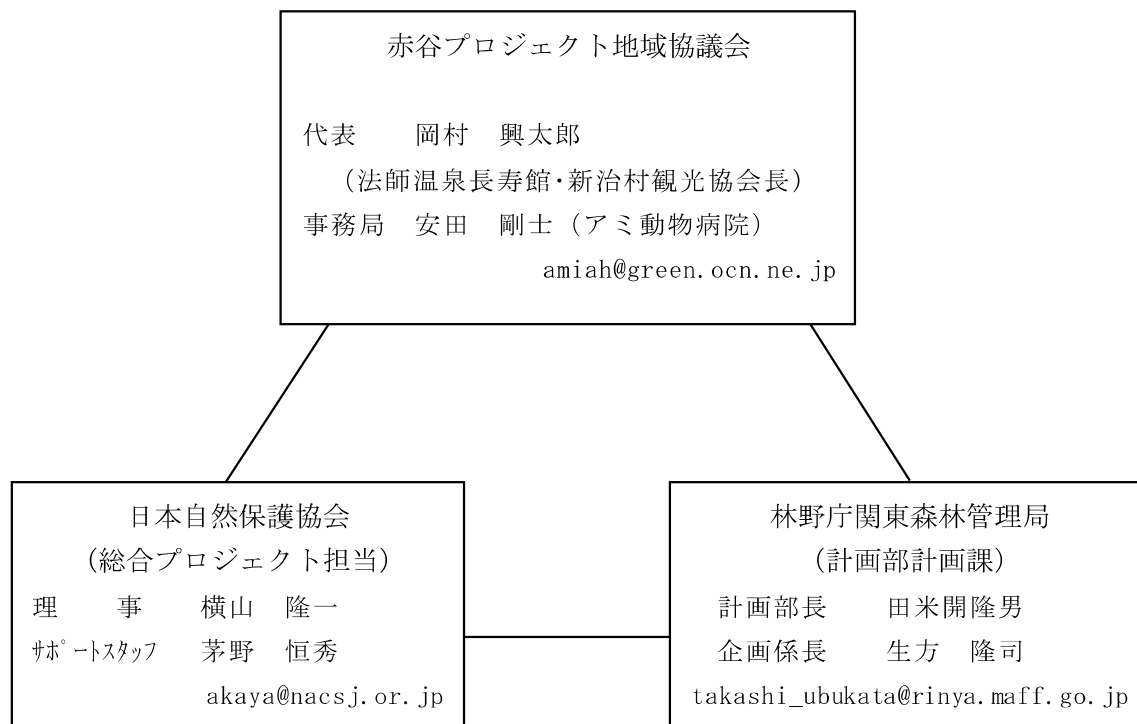 赤谷プロジェクト地域協議会
代表　　岡村　興太郎
（法師温泉長寿館・新治村観光協会長）
事務局　安田　剛士（アミ動物病院）
amiah@green.ocn.ne.jp
日本自然保護協会
（総合プロジェクト担当）
理　　事　　横山　隆一
ｻﾎﾟｰﾄｽﾀｯﾌ　　茅野　恒秀
akaya@nacsj.or.jp
林野庁関東森林管理局
（計画部計画課）
計画部長　　田米開隆男
企画係長　　生方　隆司
takashi_ubukata@rinya.maff.go.jp